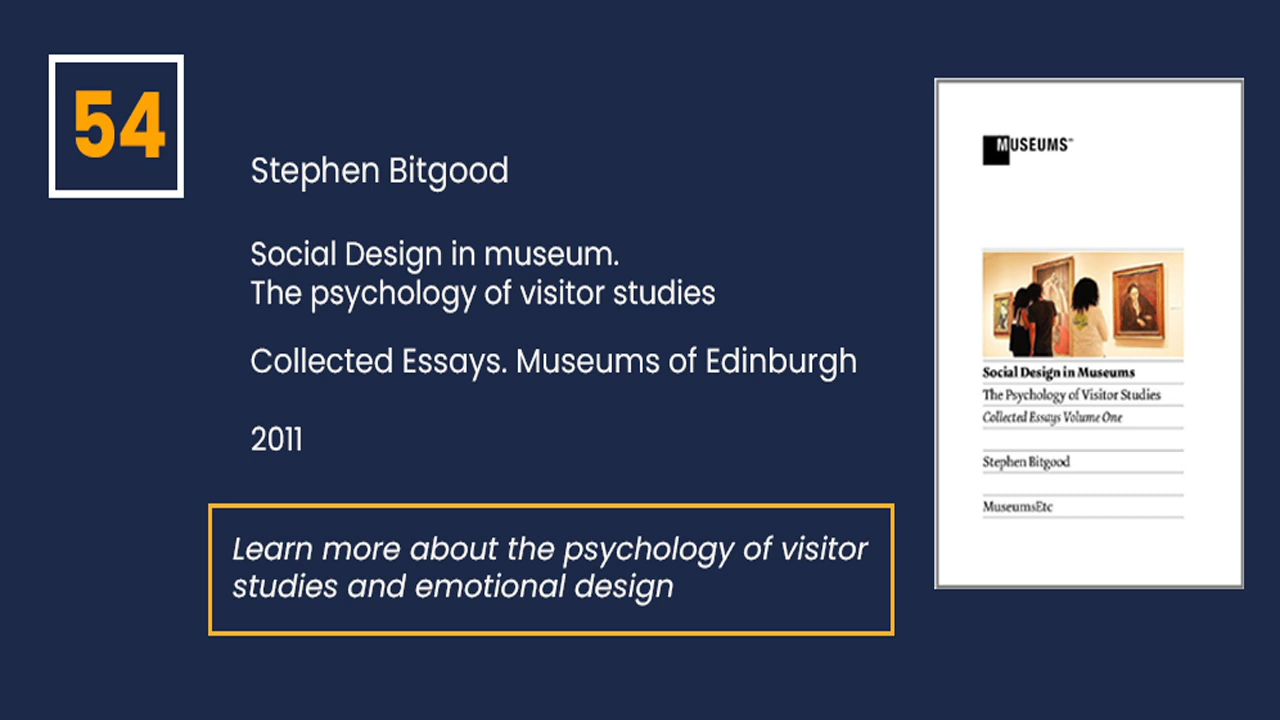 54
Stephen Bitgood
Social Design in museum.
The psychology of visitor studies
Collected Essays. Museums of Edinburgh
2011
Learn more about the psychology of visitor
studies and emotional design
MUSEUMS™
Social Design in Museums
The Psychology of Visitor Studies
Collected Essays Volume One
Stephen Bitgood
MuseumsEtc